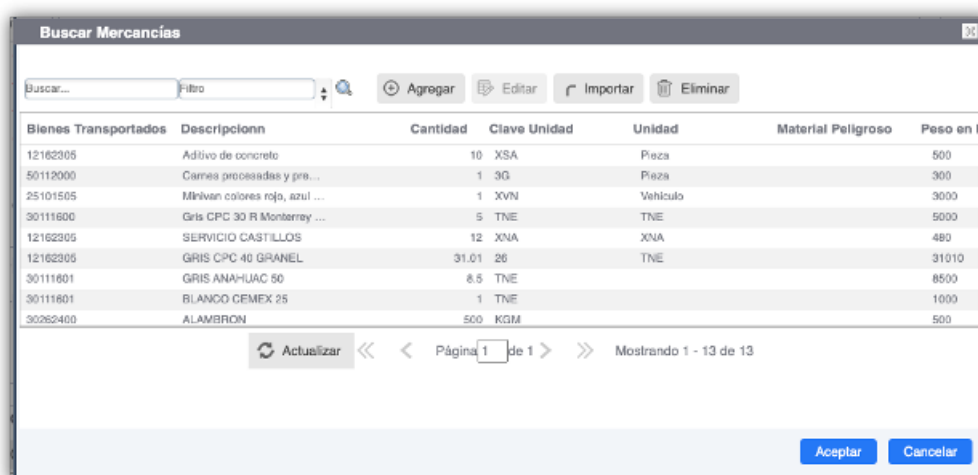 Buscar Mercancías
Buscar... Filtro Agregar Editar Importar Eliminar
Bienes Transportados Descripcionn Cantidad Clave Unidad Unidad Material Peligroso Peso en
12162305 Aditivo de concreto 10 XSA Pieza 500
50112000 Carnes procesadas y pre... 1 3G Pieza 300
25101505 Minivan colores rojo, azul ... 1 XVN Vehículo 3000
30111600 Gris CPC 30 R Monterrey ... 5 TNE TNE 5000
12162305 SERVICIO CASTILLOS 12 XNA XNA 480
12162305 GRIS CPC 40 GRANEL 31.01 26 TNE 31010
30111601 GRIS ANAHUAC 50 8.5 TNE 8500
30111601 BLANCO CEMEX 25 1 TNE 1000
30262400 ALAMBRON 500 KGM 500
Actualizar Página 1 de 1 Mostrando 1 - 13 de 13
Aceptar Cancelar